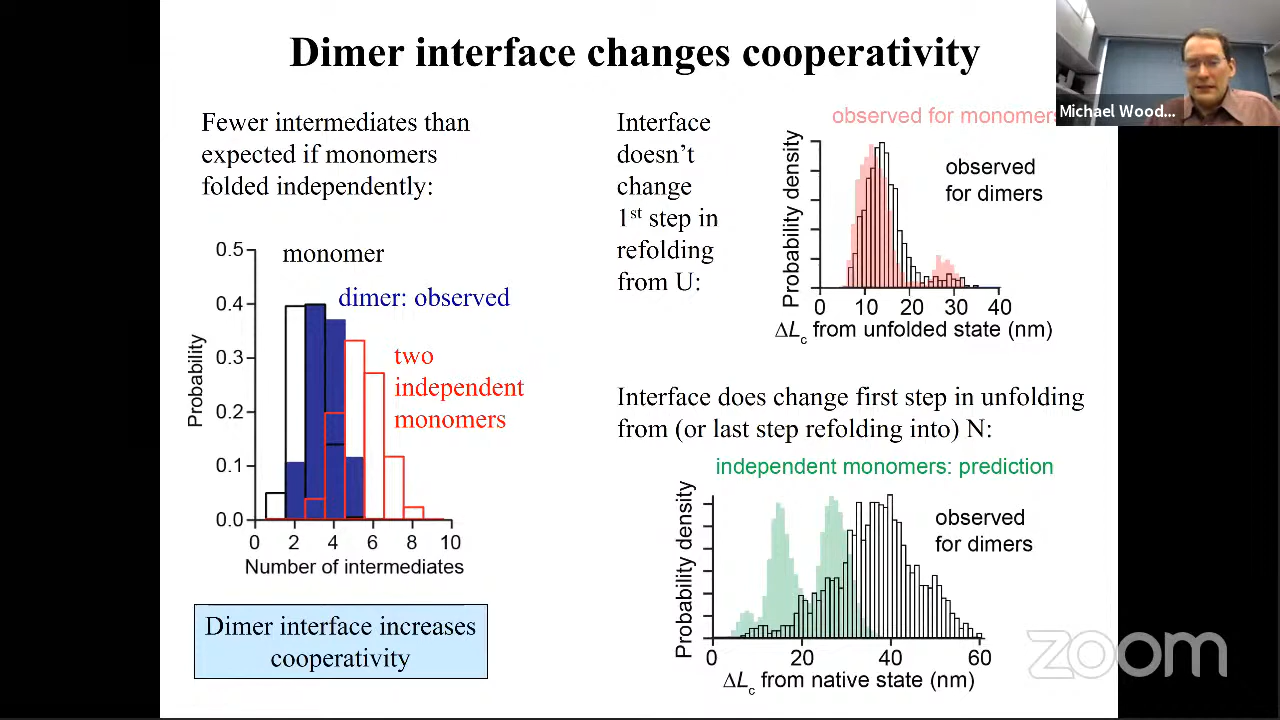 Dimer interface changes cooperativity
Michael Wood...
Fewer intermediates than
expected if monomers
folded independently:
0.5
0.4
0.3
0.2
0.1
0.0
Probability
monomer
dimer: observed
two
independent
monomers
0 2 4 6 8 10
Number of intermediates
Dimer interface increases
cooperativity
Interface
doesn't
change
1st step in
refolding
from U:
observed for monomers
Probability density
observed
for dimers
0 10 20 30 40
ΔLc from unfolded state (nm)
Interface does change first step in unfolding
from (or last step refolding into) N:
independent monomers: prediction
Probability density
observed
for dimers
0 20 40 60
ΔLc from native state (nm)
zoom